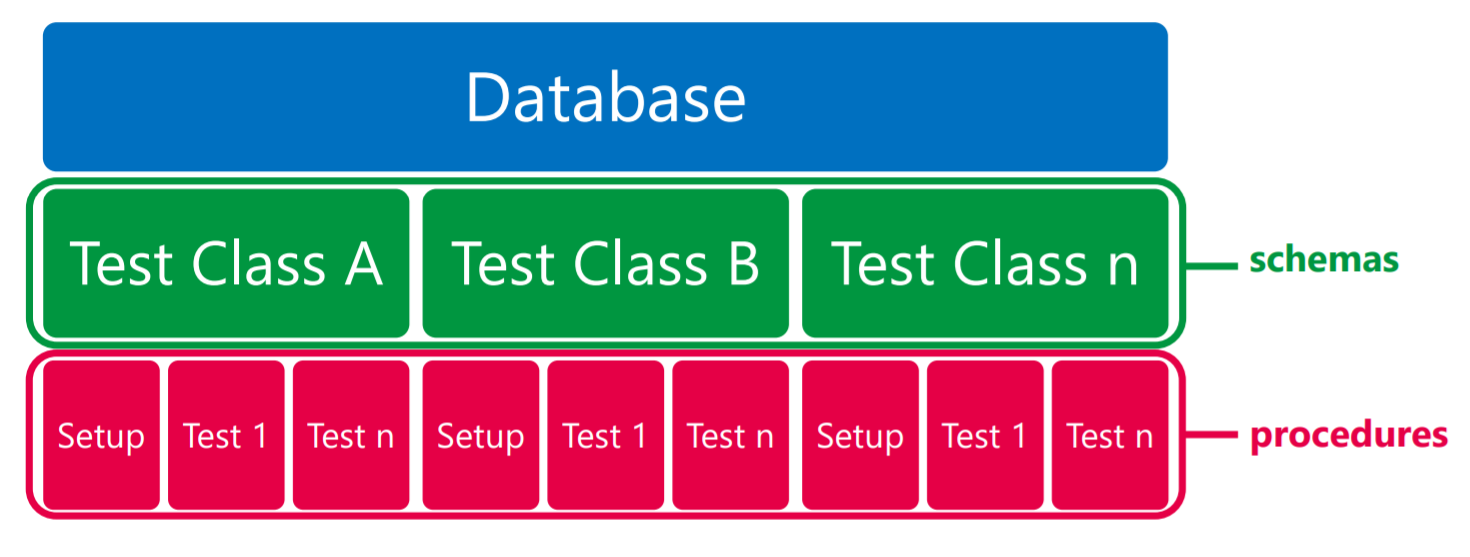 Database
Test Class A
Test Class B
Test Class n
schemas
Setup
Test 1
Test n
Setup
Test 1
Test n
Setup
Test 1
Test n
procedures